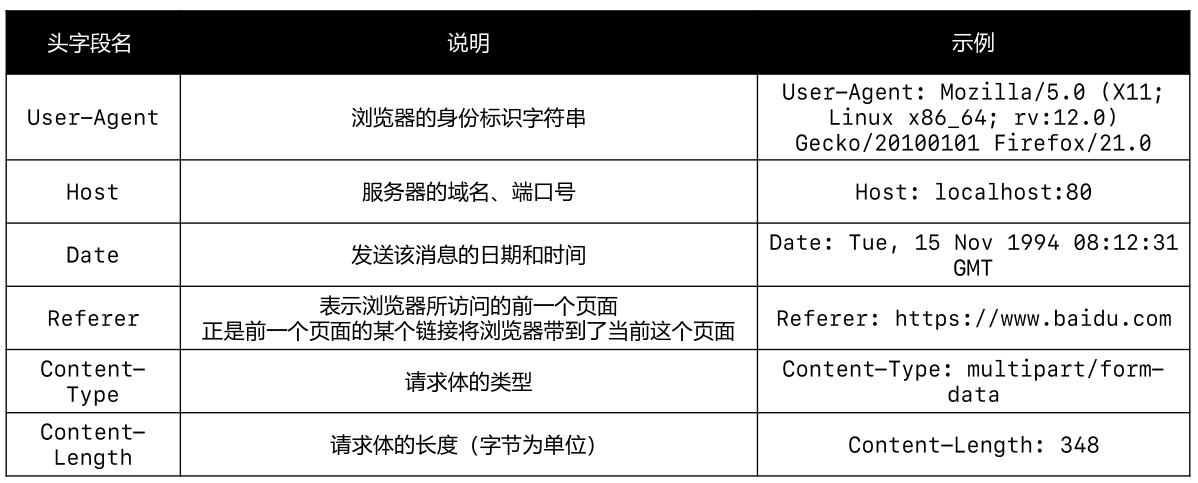 头字段名
说明
示例
User-Agent
浏览器的身份标识字符串
User-Agent: Mozilla/5.0 (X11;
Linux x86_64; rv:12.0)
Gecko/20100101 Firefox/21.0
Host
服务器的域名、端口号
Host: localhost:80
Date
发送该消息的日期和时间
Date: Tue, 15 Nov 1994 08:12:31
GMT
Referer
表示浏览器所访问的前一个页面
正是前一个页面的某个链接将浏览器带到了当前这个页面
Referer: https://www.baidu.com
Content-
Type
请求体的类型
Content-Type: multipart/form-
data
Content-
Length
请求体的长度（字节为单位）
Content-Length: 348